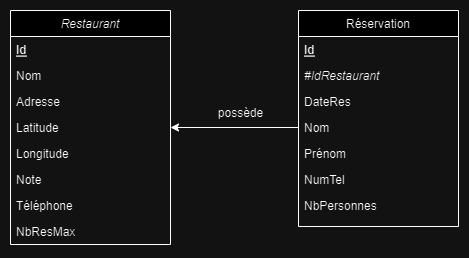 Restaurant
Id
Nom
Adresse
Latitude
Longitude
Note
Téléphone
NbResMax
possède
Réservation
Id
#IdRestaurant
DateRes
Nom
Prénom
NumTel
NbPersonnes